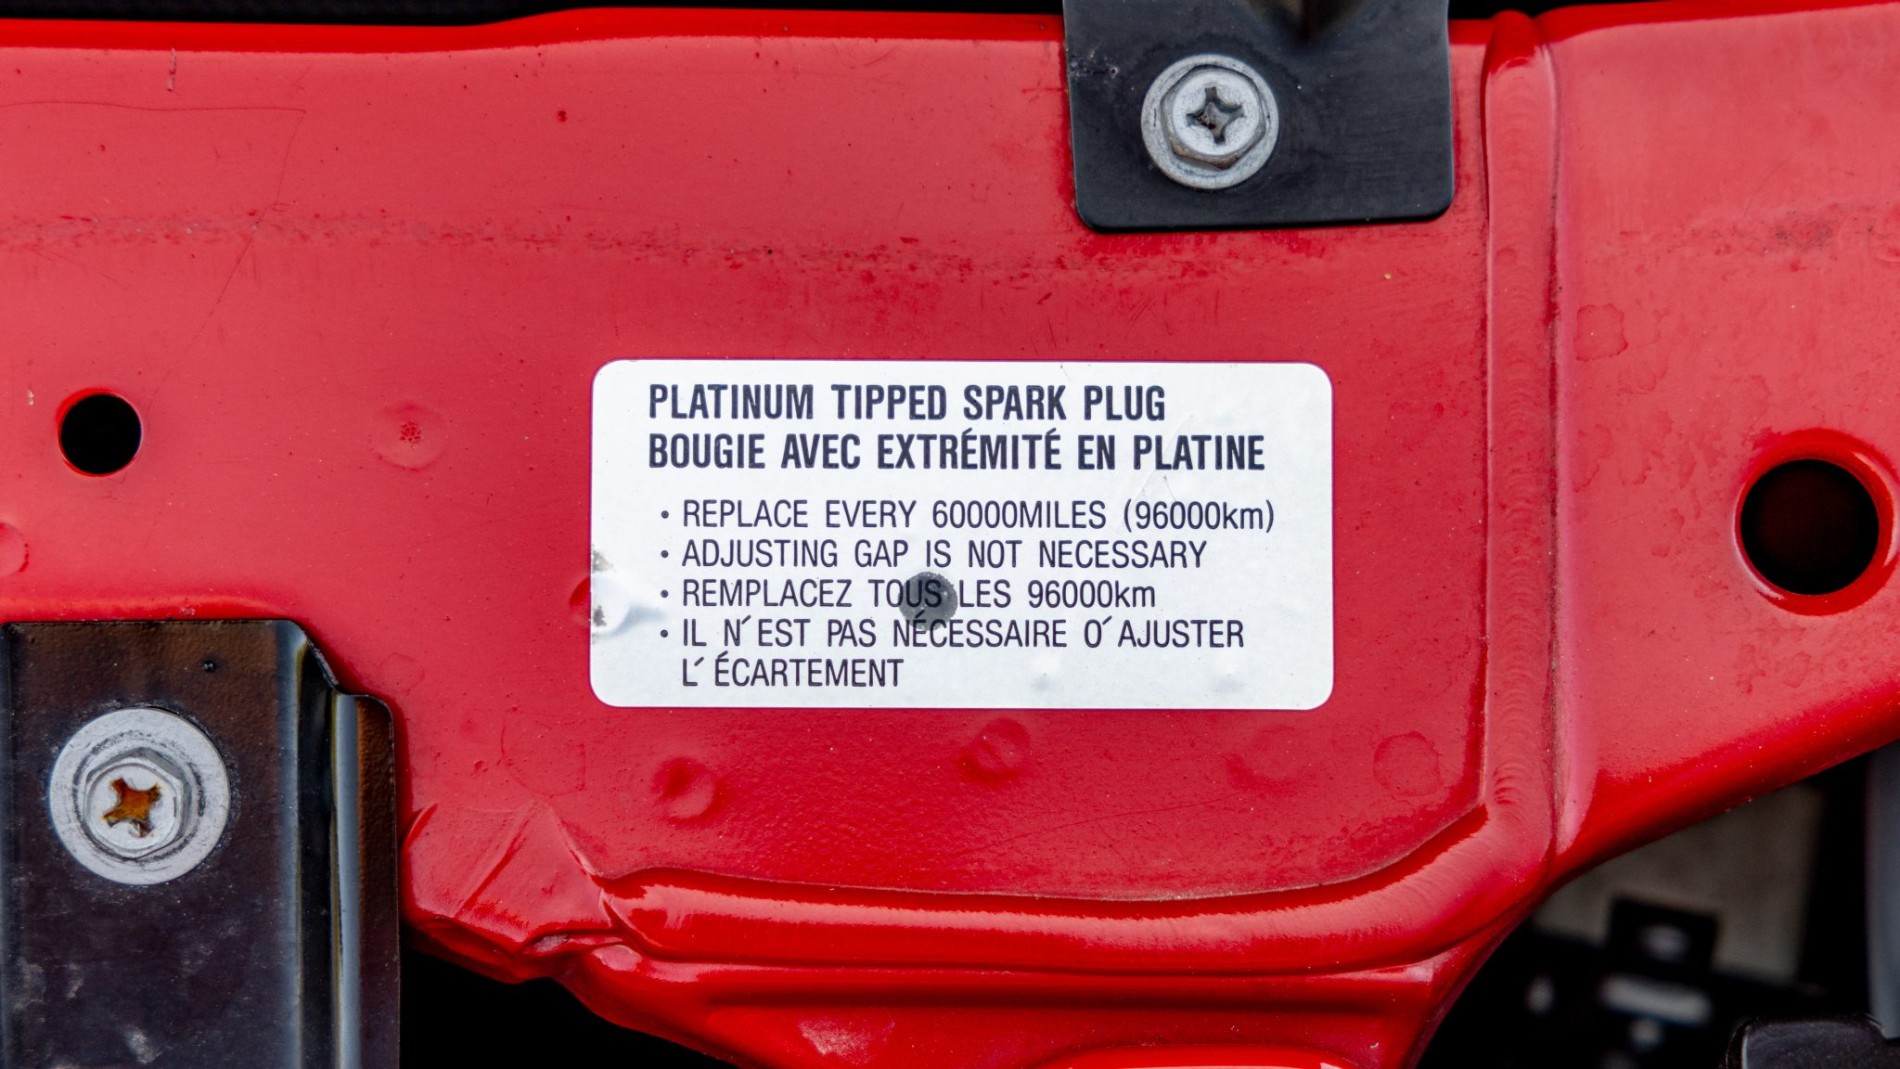 PLATINUM TIPPED SPARK PLUG
BOUGIE AVEC EXTRÉMITÉ EN PLATINE
· REPLACE EVERY 60000MILES (96000km)
· ADJUSTING GAP IS NOT NECESSARY
· REMPLACEZ TOUS LES 96000km
· IL N´EST PAS NÉCESSAIRE O´AJUSTER
L´ÉCARTEMENT